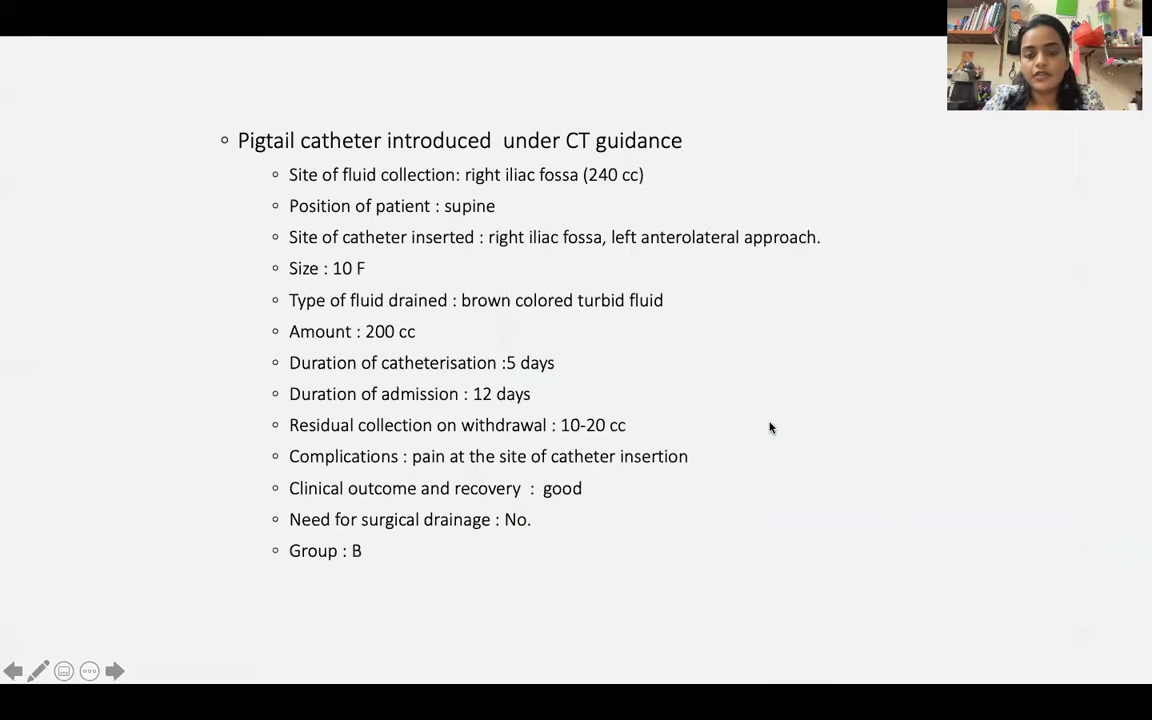 Pigtail catheter introduced under CT guidance
Site of fluid collection: right iliac fossa (240 cc)
Position of patient : supine
Site of catheter inserted : right iliac fossa, left anterolateral approach.
Size : 10 F
Type of fluid drained : brown colored turbid fluid
Amount : 200 cc
Duration of catheterisation :5 days
Duration of admission : 12 days
Residual collection on withdrawal : 10-20 cc
Complications : pain at the site of catheter insertion
Clinical outcome and recovery : good
Need for surgical drainage : No.
Group : B